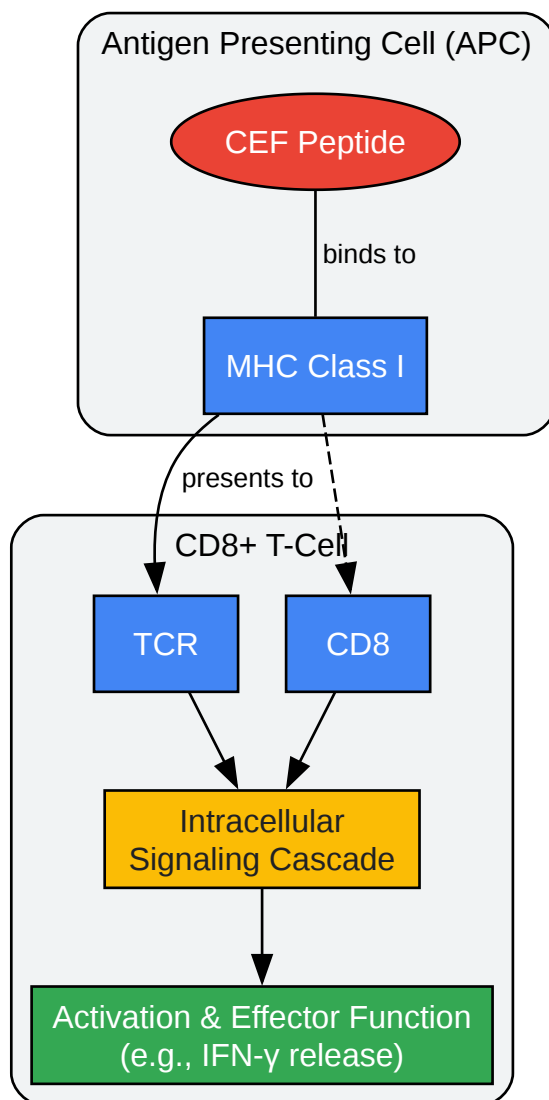 Antigen Presenting Cell (APC)
CEF Peptide
binds to
MHC Class I
presents to
CD8+ T-Cell
TCR
CD8
Intracellular
Signaling Cascade
Activation & Effector Function
(e.g., IFN-γ release)